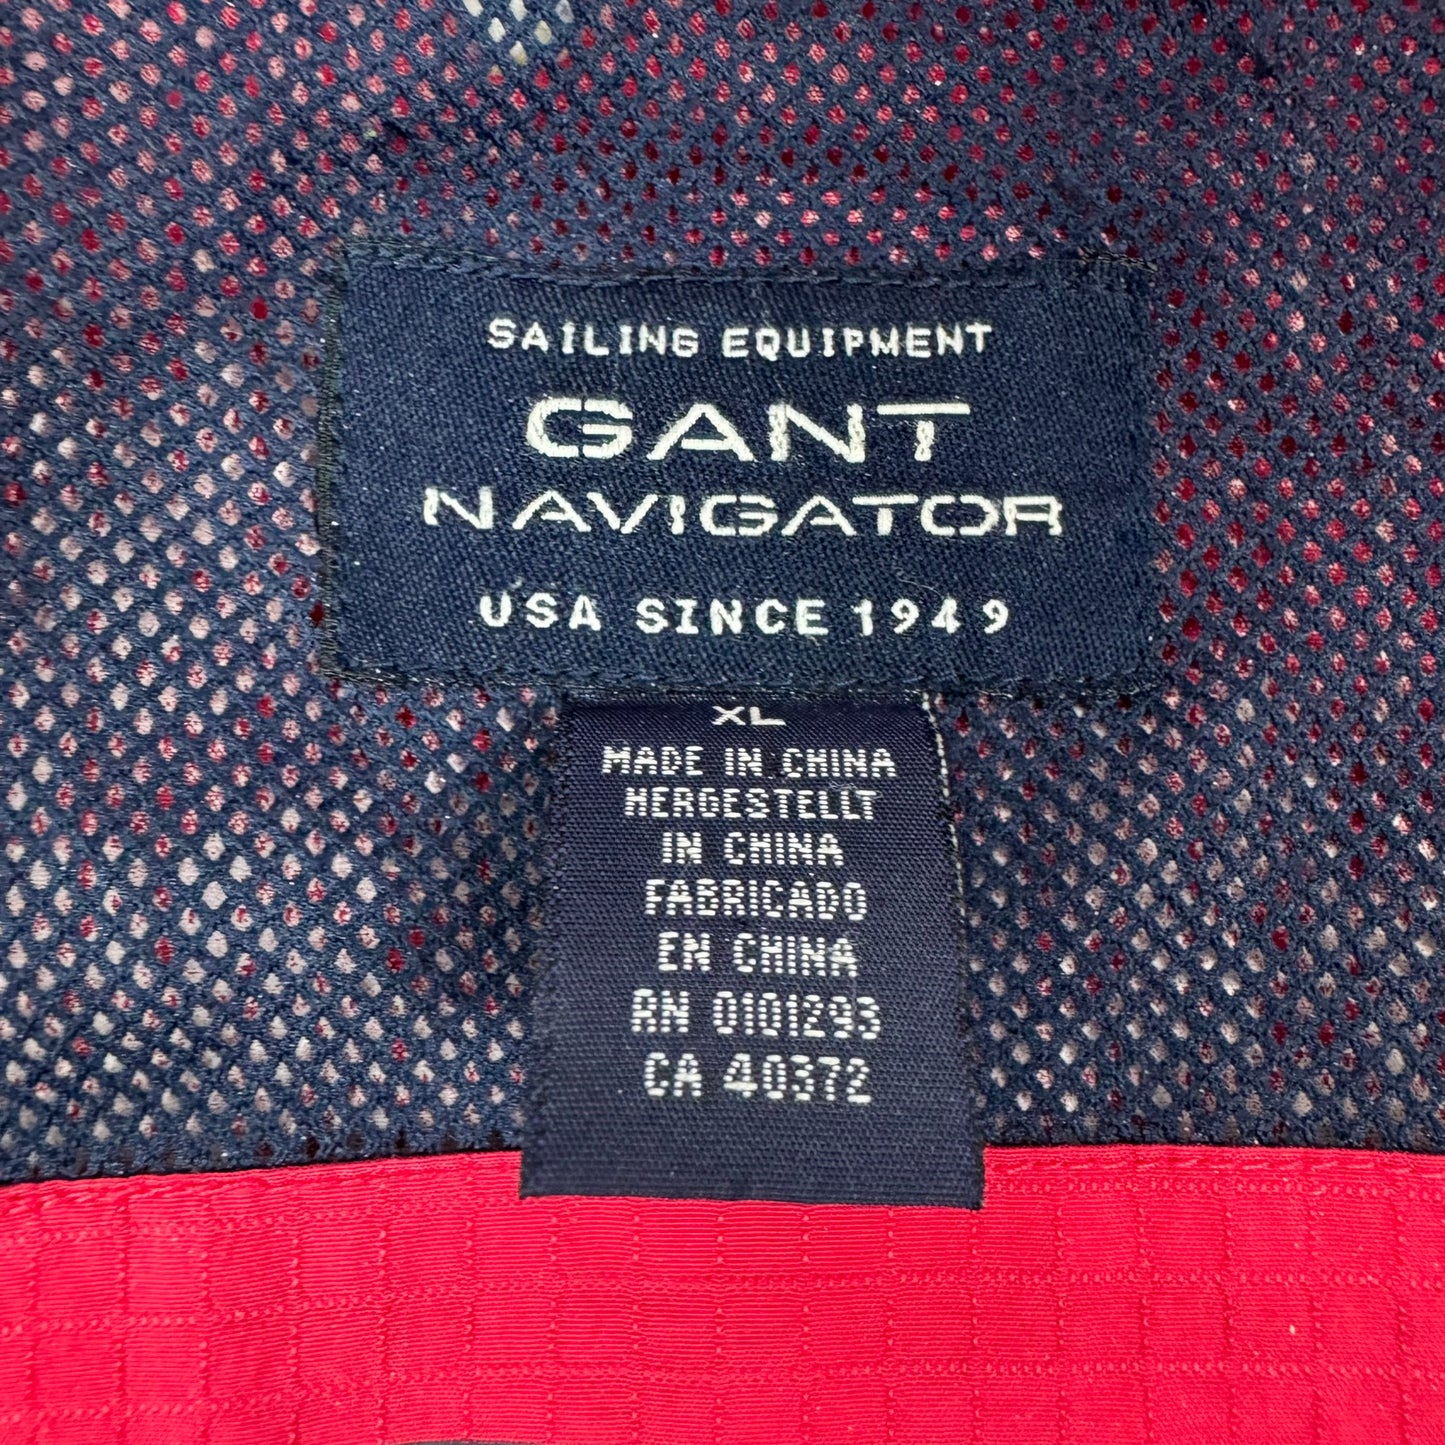 SAILING EQUIPMENT
GANT
NAVIGATOR
USA SINCE 1949
XL
MADE IN CHINA
HERGESTELLT
IN CHINA
FABRICADO
EN CHINA
RN 0101293
CA 40372